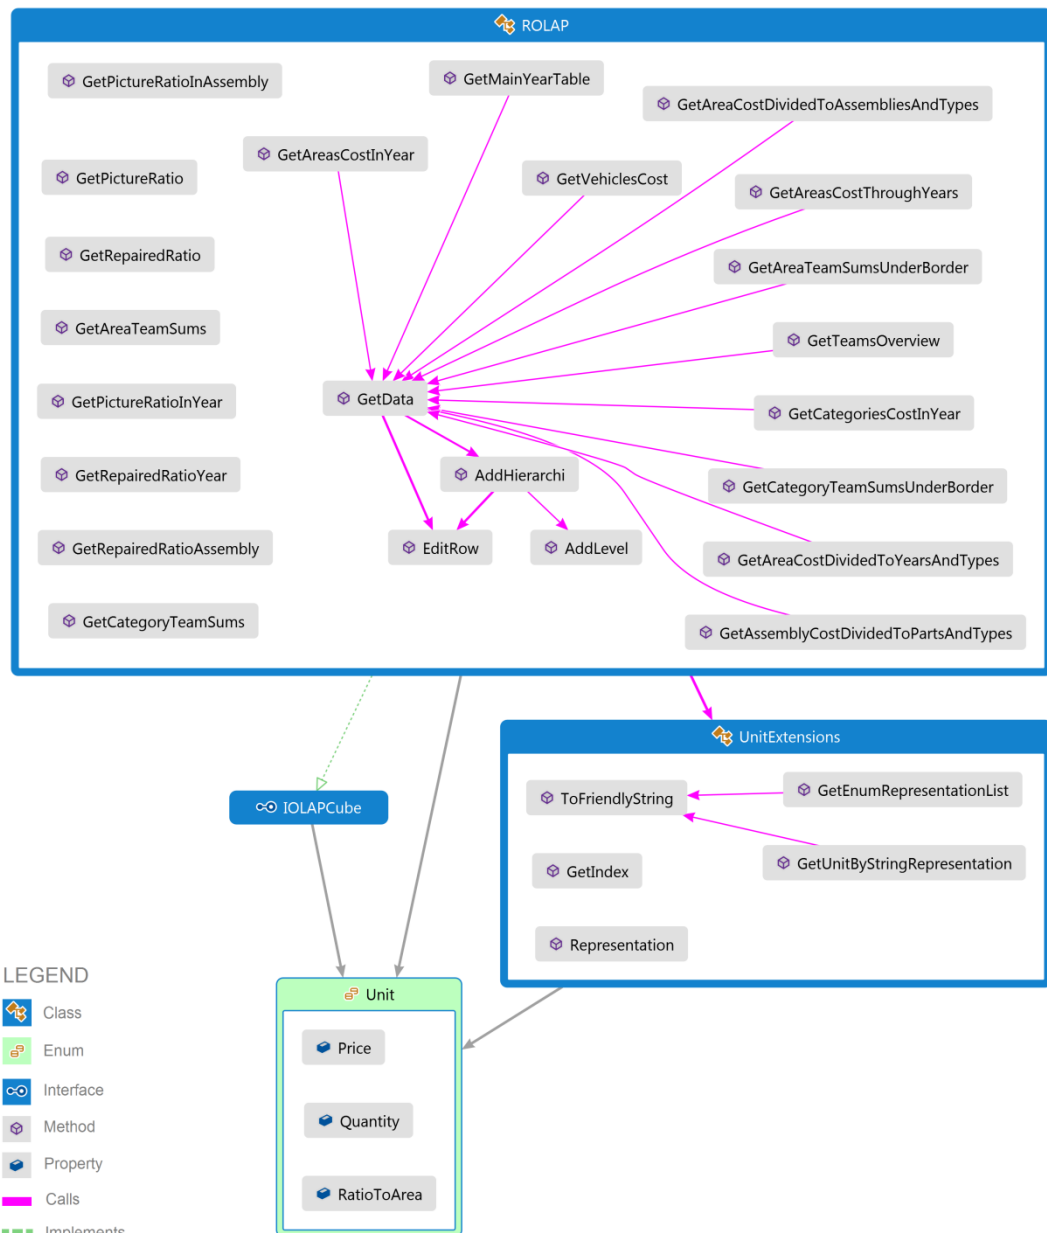 ROLAP
GetPictureRatioInAssembly
GetMainYearTable
GetAreaCostDividedToAssembliesAndTypes
GetAreasCostInYear
GetPictureRatio
GetVehiclesCost
GetAreasCostThroughYears
GetRepairedRatio
GetAreaTeamSumsUnderBorder
GetAreaTeamSums
GetTeamsOverview
GetPictureRatioInYear
GetData
GetCategoriesCostInYear
GetRepairedRatioYear
AddHierarchi
GetCategoryTeamSumsUnderBorder
GetRepairedRatioAssembly
EditRow
AddLevel
GetAreaCostDividedToYearsAndTypes
GetCategoryTeamSums
GetAssemblyCostDividedToPartsAndTypes
UnitExtensions
ToFriendlyString
GetEnumRepresentationList
IOLAPCube
GetIndex
GetUnitByStringRepresentation
Representation
Unit
Price
Quantity
RatioToArea
LEGEND
Class
Enum
Interface
Method
Property
Calls
Implements